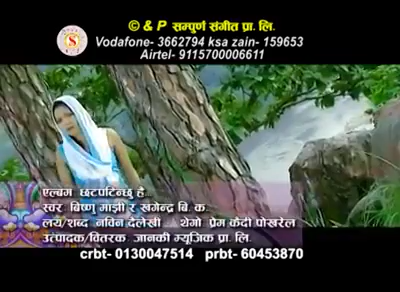 © & P सम्पुर्ण संगीत प्रा. लि.
Vodafone- 3662794 ksa zain- 159653
Airtel- 9115700006611
एल्बम छटपटिन्छु है...
स्वर बिष्णु माझी र खगेन्द्र बि. क.
लय/शब्द नविन देलेखी थेगो प्रेम केदी पोखरेल
उत्पादक/वितरक जानकी म्यूजिक प्रा. लि.
crbt- 0130047514 prbt- 60453870